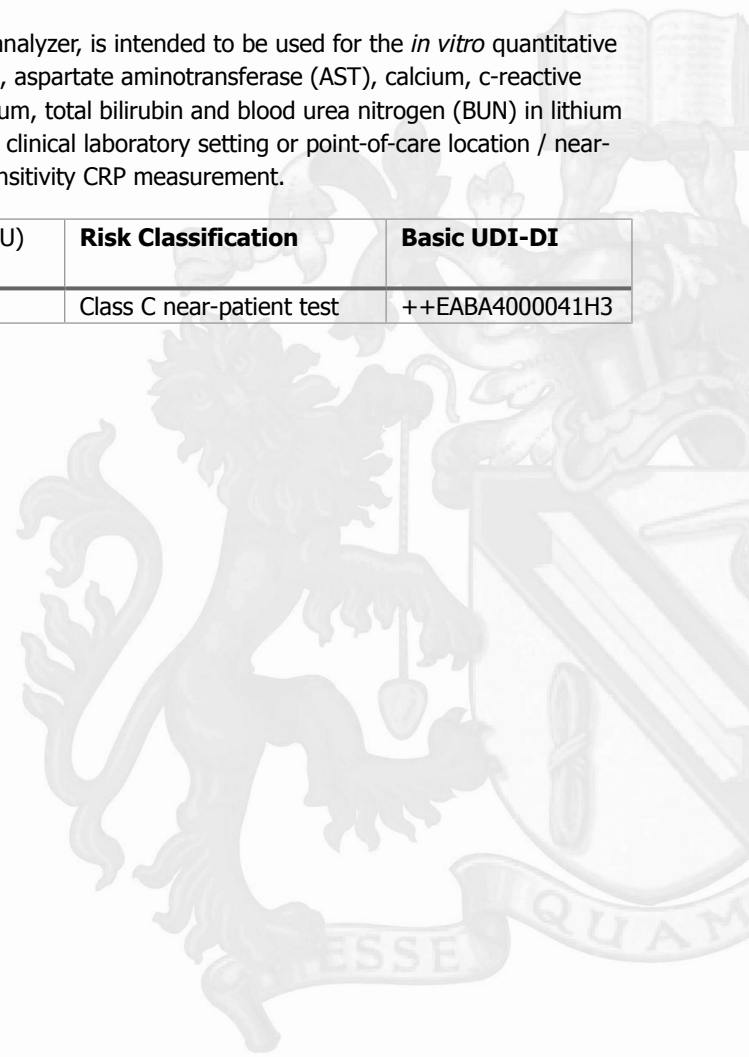 analyzer, is intended to be used for the in vitro quantitative
, aspartate aminotransferase (AST), calcium, c-reactive
um, total bilirubin and blood urea nitrogen (BUN) in lithium
clinical laboratory setting or point-of-care location / near-
nsitivity CRP measurement.
U) Risk Classification Basic UDI-DI
Class C near-patient test ++EABA4000041H3
ESSE QUAM